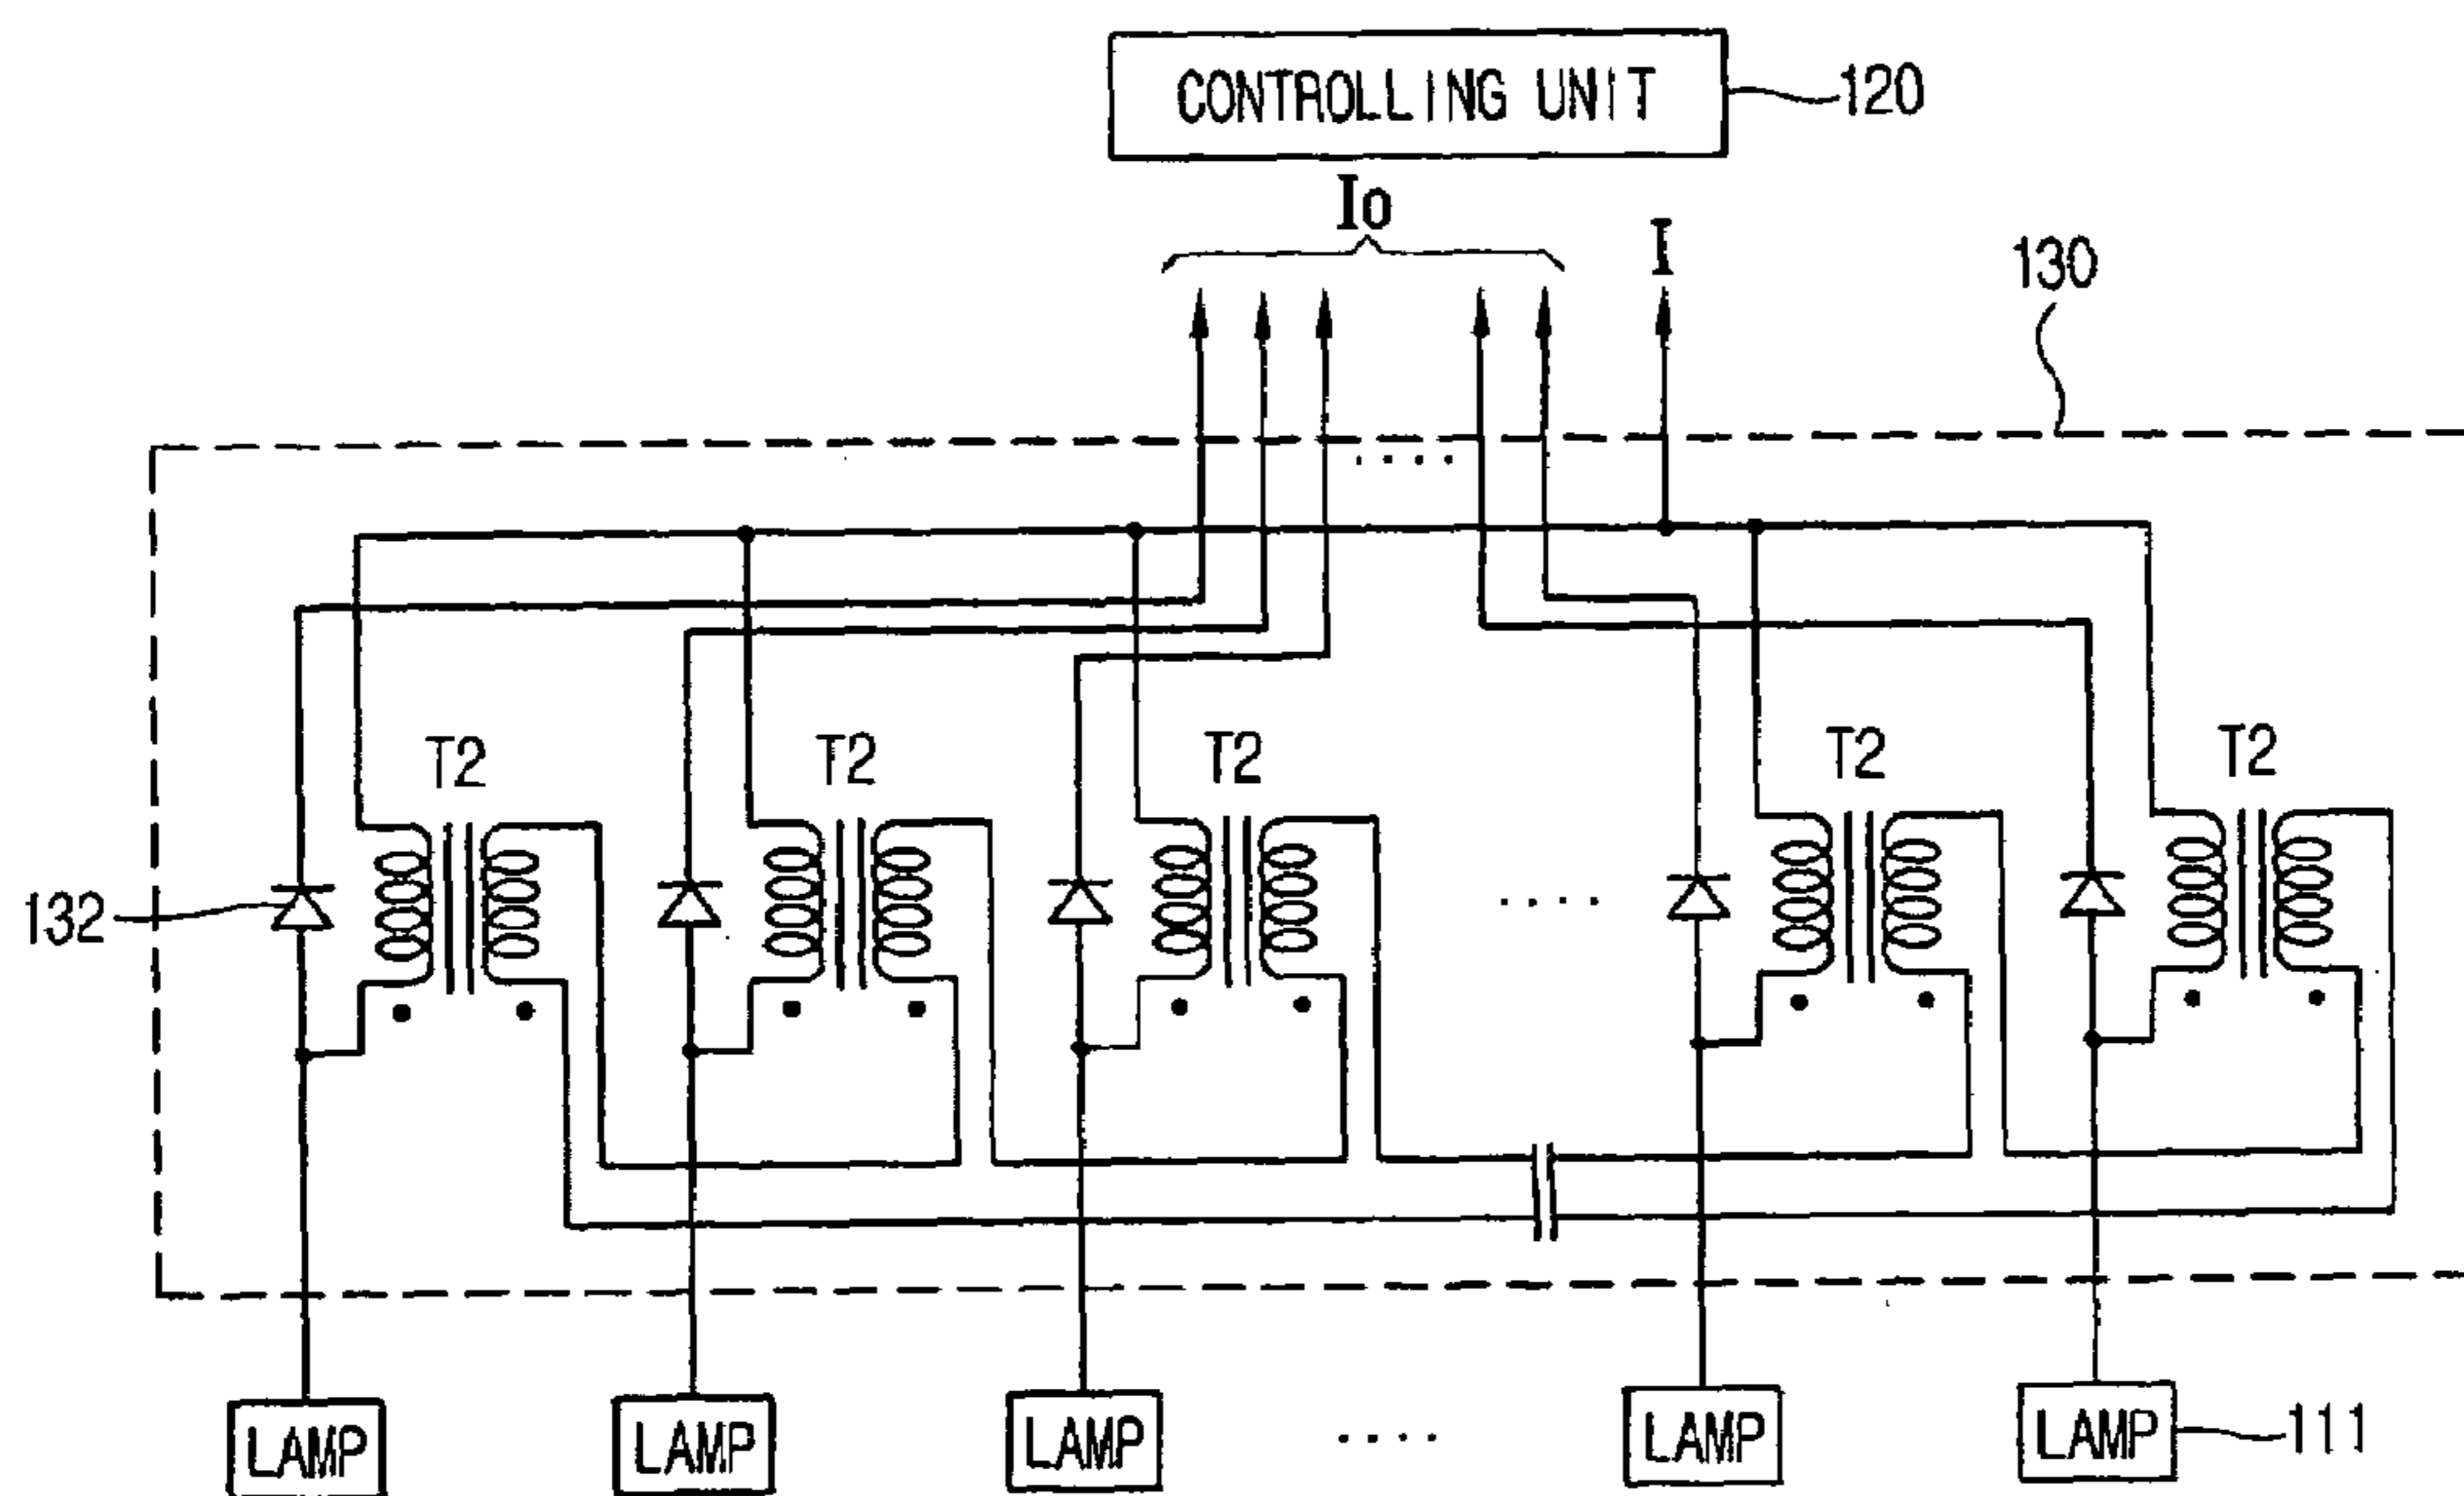 CONTROLLING UNIT
120
Io
I
130
....
T2
T2
T2
T2
T2
132
....
LAMP
LAMP
LAMP
....
LAMP
LAMP
111